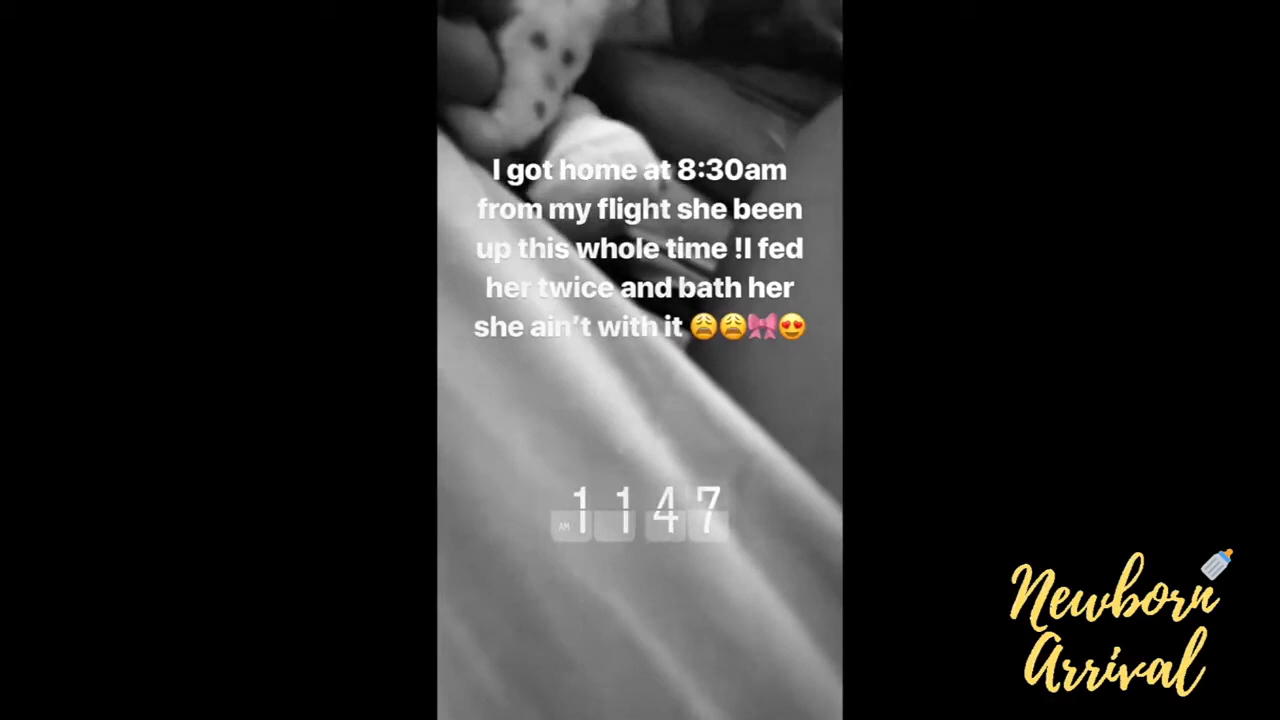 I got home at 8:30am
from my flight she been
up this whole time !I fed
her twice and bath her
she ain't with it 😩😩🎀😍
AM 11 47
Newborn
Arrival